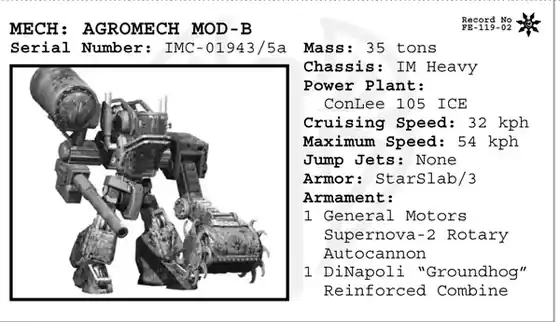 Record No
FE-119-02
MECH: AGROMECH MOD-B
Serial Number: IMC-01943/5a
Mass: 35 tons
Chassis: IM Heavy
Power Plant:
ConLee 105 ICE
Cruising Speed: 32 kph
Maximum Speed: 54 kph
Jump Jets: None
Armor: StarSlab/3
Armament:
1 General Motors
Supernova-2 Rotary
Autocannon
1 DiNapoli “Groundhog”
Reinforced Combine